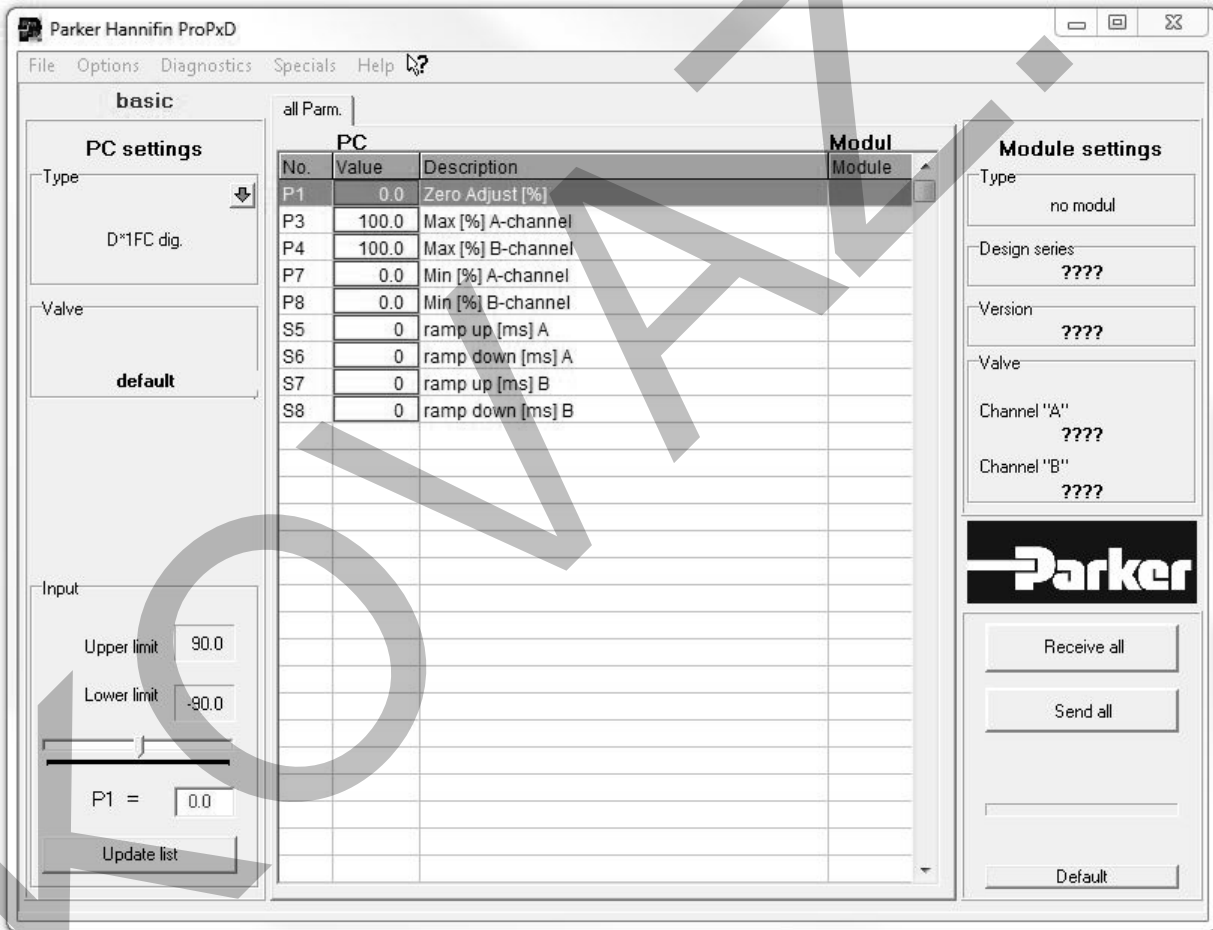 Parker Hannifin ProPxD
File Options Diagnostics Specials Help
basic
PC settings
Type
D*1FC dig.
Valve
default
Input
Upper limit 90.0
Lower limit -90.0
P1 = 0.0
Update list
all Parm.
PC Modul
No. Value Description Module
P1 0.0 Zero Adjust [%]
P3 100.0 Max [%] A-channel
P4 100.0 Max [%] B-channel
P7 0.0 Min [%] A-channel
P8 0.0 Min [%] B-channel
S5 0 ramp up [ms] A
S6 0 ramp down [ms] A
S7 0 ramp up [ms] B
S8 0 ramp down [ms] B
Module settings
Type
no modul
Design series
????
Version
????
Valve
Channel "A"
????
Channel "B"
????
Parker
Receive all
Send all
Default
KOVAZ.